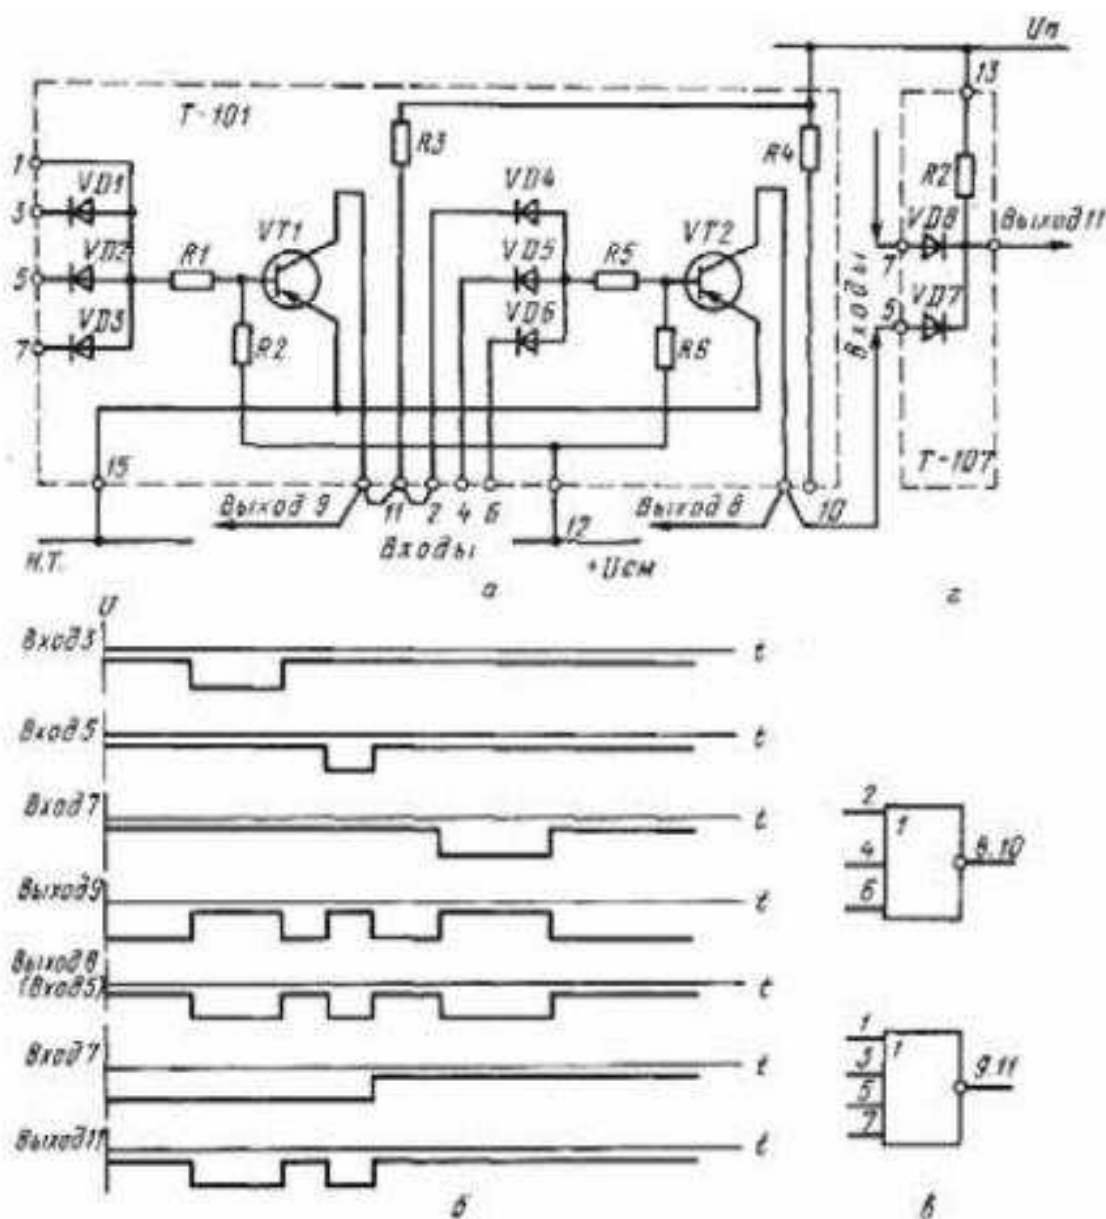 Uп
13
Т-101
R3
R4
1
VD1
VD4
R2
3
VT1
VD8
Выход 11
VD2
R1
VD5
R5
VT2
5
7
VD3
VD6
VD7
7
R2
R6
5
Входы
Т-107
15
Выход 9
11
2
4
6
12
Выход 8
10
Н.Т.
Входы
+Uсм
а
г
U
Вход 3
t
Вход 5
t
Вход 7
t
2
1
4
8.10
6
Выход 9
t
Выход 8
(Вход 5)
t
Вход 7
t
1
1
3
9.11
5
7
Выход 11
t
б
в